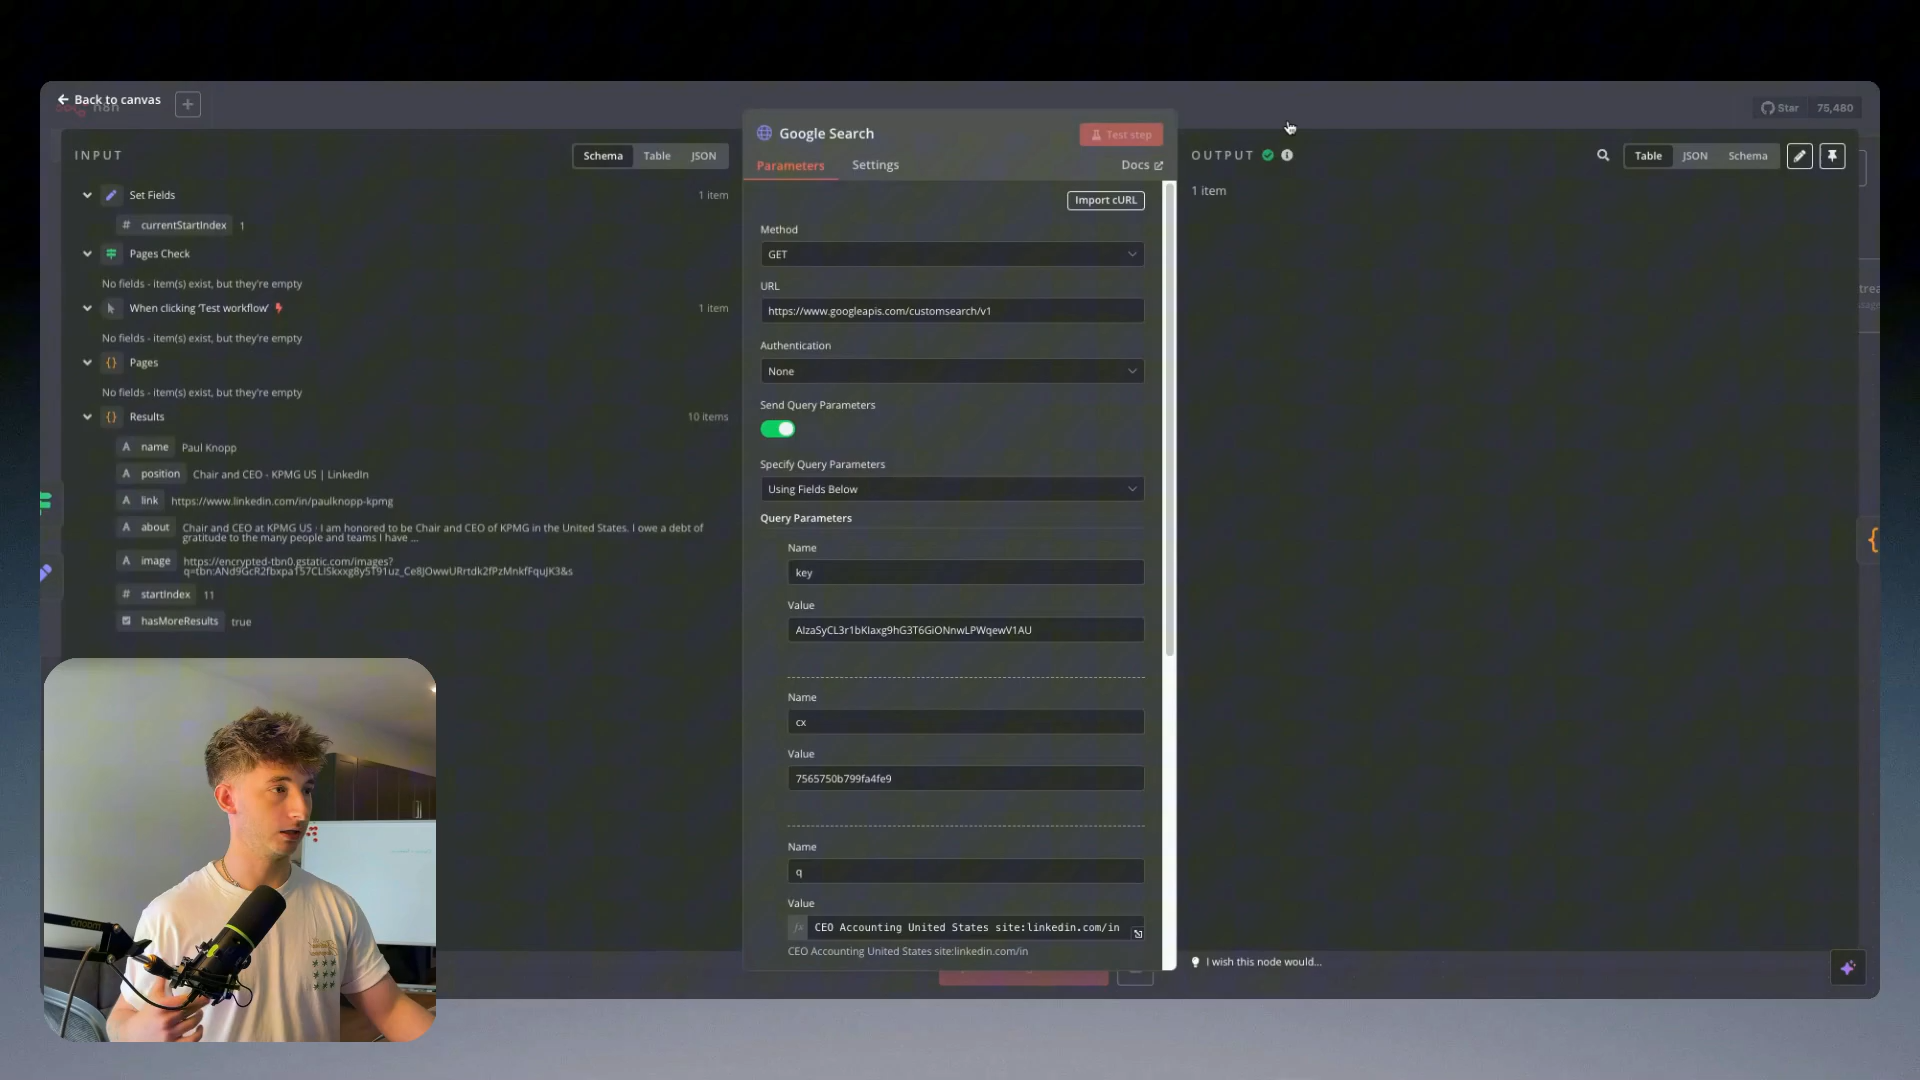 Back to canvas
n8n
Star 75,480
INPUT
Schema Table JSON
Set Fields 1 item
# currentStartIndex 1
Pages Check
No fields - item(s) exist, but they're empty
When clicking 'Test workflow' 1 item
No fields - item(s) exist, but they're empty
Pages
No fields - item(s) exist, but they're empty
Results 10 items
A name Paul Knopp
A position Chair and CEO - KPMG US | LinkedIn
A link https://www.linkedin.com/in/paulknopp-kpmg
A about Chair and CEO at KPMG US · I am honored to be Chair and CEO of KPMG in the United States. I owe a debt of
gratitude to the many people and teams I have ...
A image https://encrypted-tbn0.gstatic.com/images?
# startIndex 11
hasMoreResults true
Google Search
Test step
Parameters Settings Docs
Import cURL
Method
GET
URL
https://www.googleapis.com/customsearch/v1
Authentication
None
Send Query Parameters
Specify Query Parameters
Using Fields Below
Query Parameters
Name
key
Value
Name
cx
Value
7565750b799fa4fe9
Name
q
Value
fx CEO Accounting United States site:linkedin.com/in
CEO Accounting United States site:linkedin.com/in
OUTPUT
Table JSON Schema
1 item
I wish this node would...